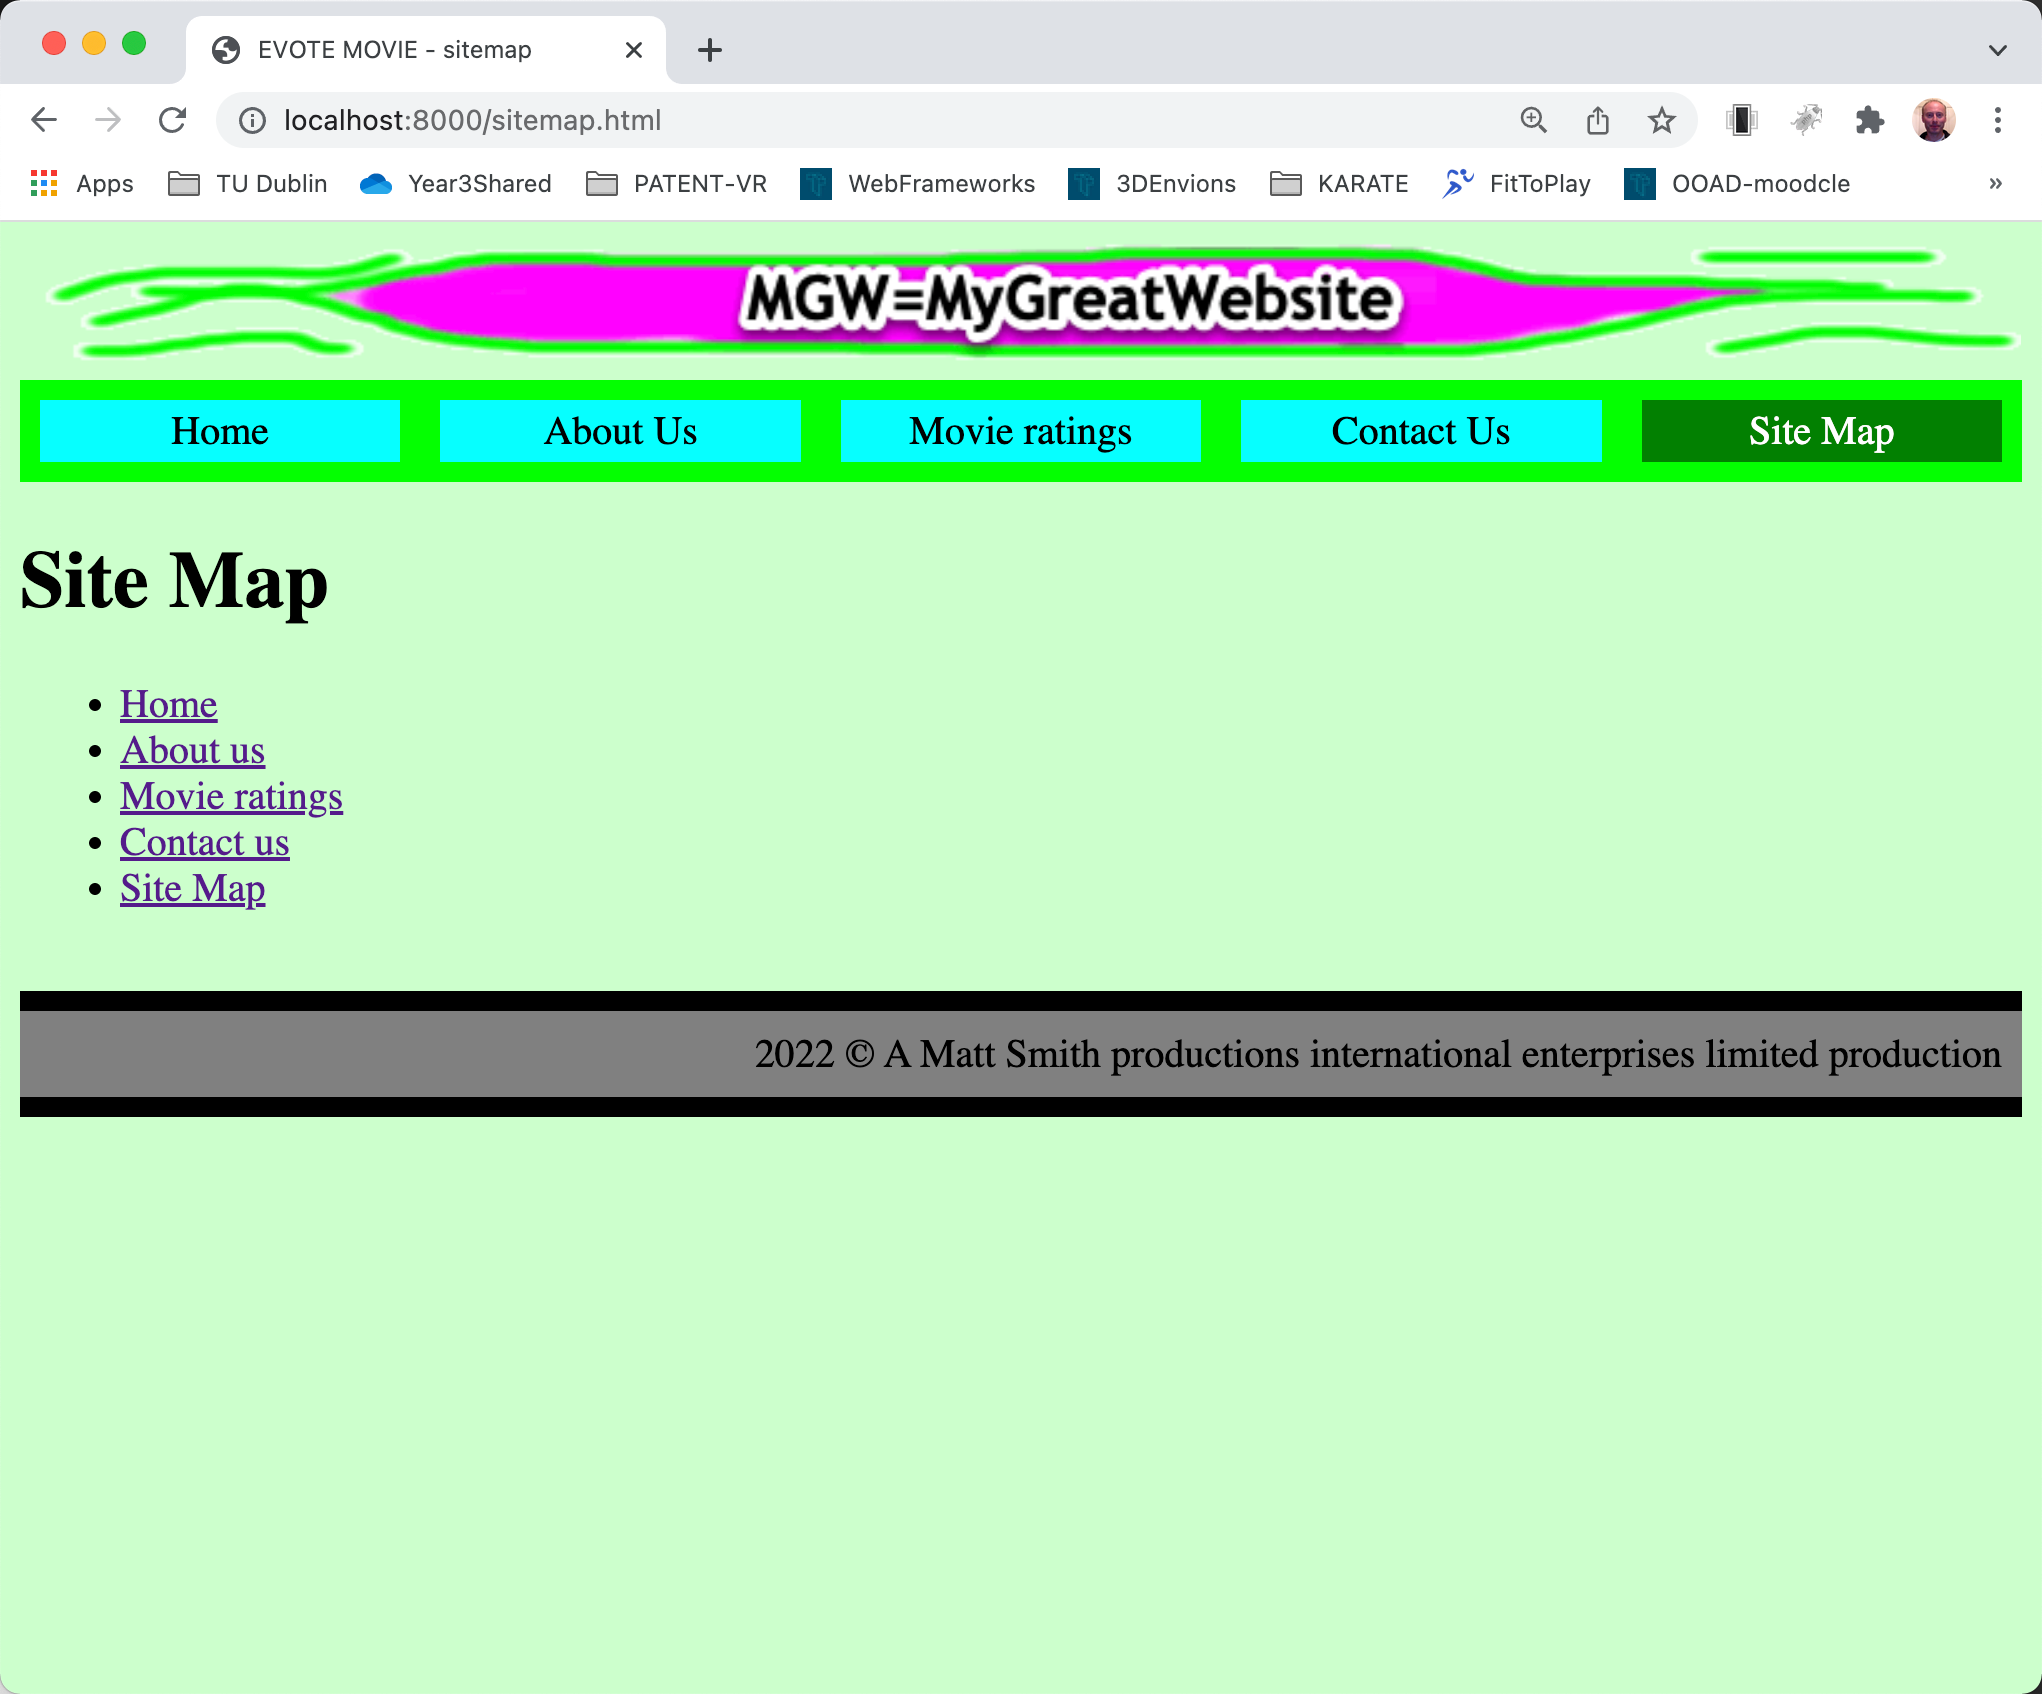 EVOTE MOVIE - sitemap
localhost:8000/sitemap.html
Apps TU Dublin Year3Shared PATENT-VR WebFrameworks 3DEnvions KARATE FitToPlay OOAD-moodcle »
MGW=MyGreatWebsite
Home About Us Movie ratings Contact Us Site Map
Site Map
• Home
• About us
• Movie ratings
• Contact us
• Site Map
2022 © A Matt Smith productions international enterprises limited production